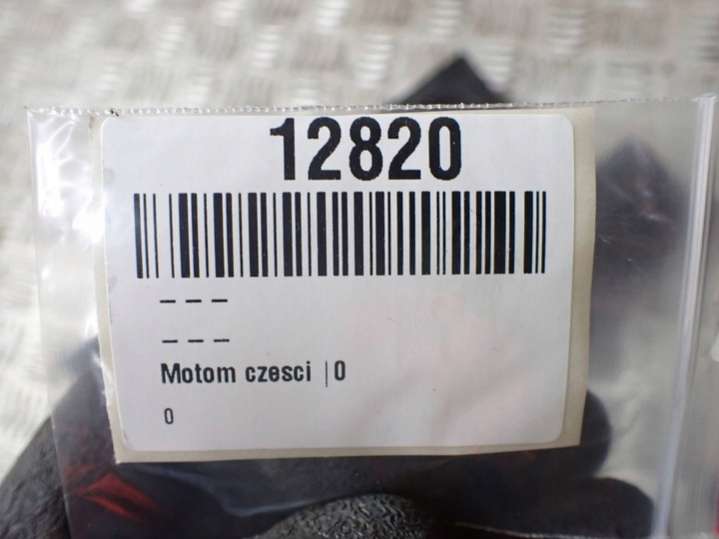 12820
– – –
– – –
Motom czesci |0
0